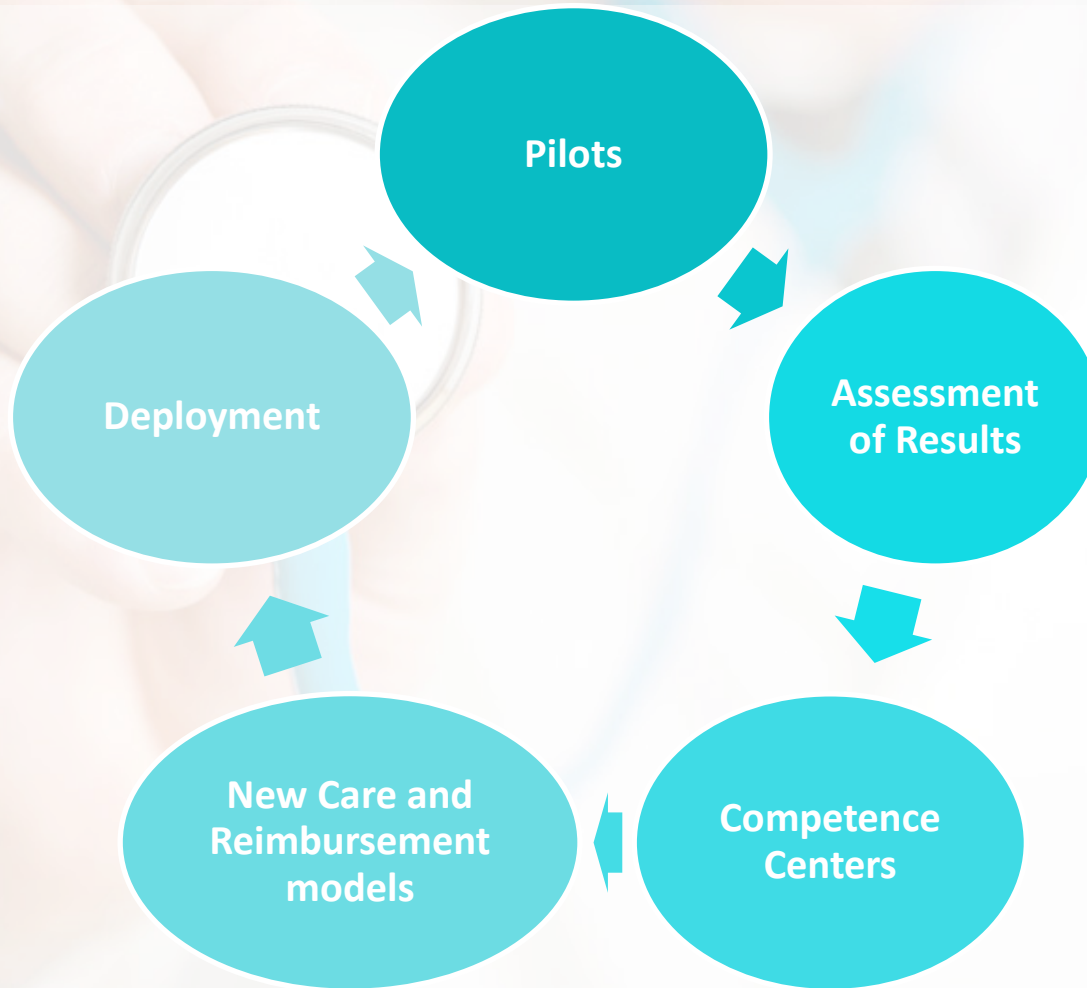 Pilots
Assessment
of Results
Competence
Centers
New Care and
Reimbursement
models
Deployment